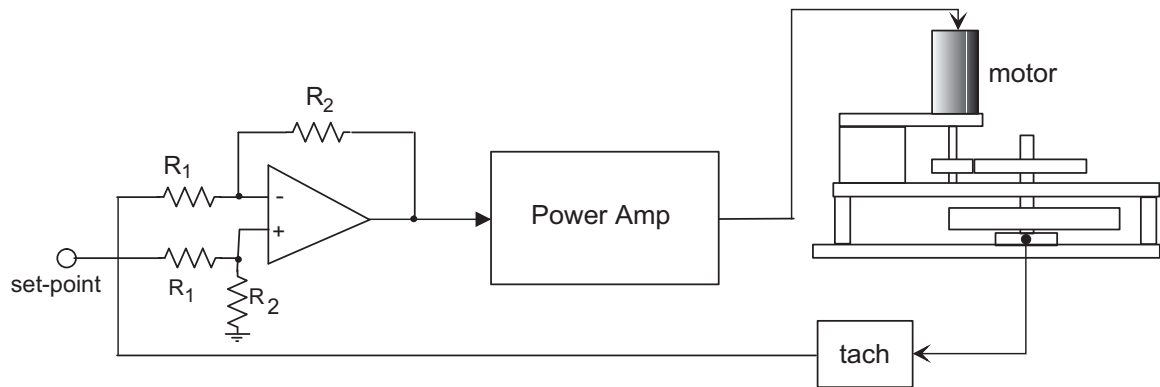 motor
R2
R1
-
+
Power Amp
set-point
R1
R2
tach